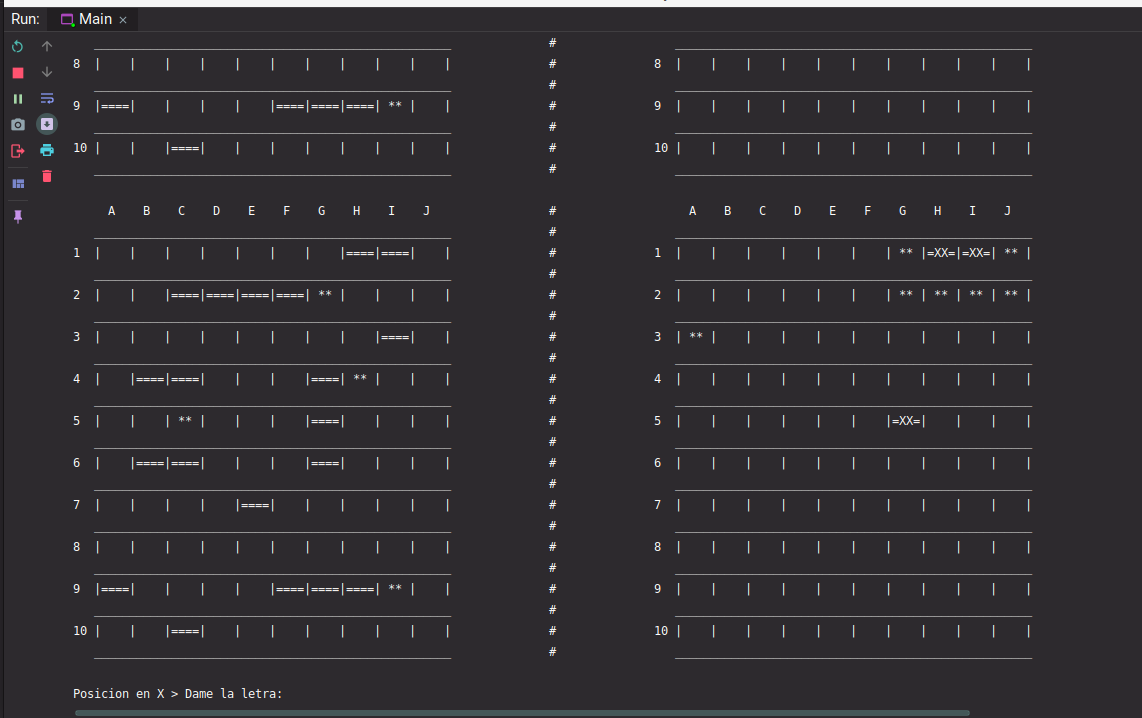 Run: Main ×
#
8 |    |    |    |    |    |    |    |    |    |    | # 8 |    |    |    |    |    |    |    |    |    |    |
#
9 |====|    |    |    |    |====|====|====| ** |    | # 9 |    |    |    |    |    |    |    |    |    |    |
#
10 |    |    |====|    |    |    |    |    |    |    | # 10 |    |    |    |    |    |    |    |    |    |    |
#
A B C D E F G H I J # A B C D E F G H I J
#
1 |    |    |    |    |    |    |    |====|====|    | # 1 |    |    |    |    |    |    | ** |=XX=|=XX=| ** |
#
2 |    |    |====|====|====|====| ** |    |    |    | # 2 |    |    |    |    |    |    | ** | ** | ** | ** |
#
3 |    |    |    |    |    |    |    |    |====|    | # 3 | ** |    |    |    |    |    |    |    |    |    |
#
4 |    |====|====|    |    |    |====| ** |    |    | # 4 |    |    |    |    |    |    |    |    |    |    |
#
5 |    |    | ** |    |    |    |====|    |    |    | # 5 |    |    |    |    |    |    |=XX=|    |    |    |
#
6 |    |====|====|    |    |    |====|    |    |    | # 6 |    |    |    |    |    |    |    |    |    |    |
#
7 |    |    |    |    |====|    |    |    |    |    | # 7 |    |    |    |    |    |    |    |    |    |    |
#
8 |    |    |    |    |    |    |    |    |    |    | # 8 |    |    |    |    |    |    |    |    |    |    |
#
9 |====|    |    |    |    |====|====|====| ** |    | # 9 |    |    |    |    |    |    |    |    |    |    |
#
10 |    |    |====|    |    |    |    |    |    |    | # 10 |    |    |    |    |    |    |    |    |    |    |
#
Posicion en X > Dame la letra: